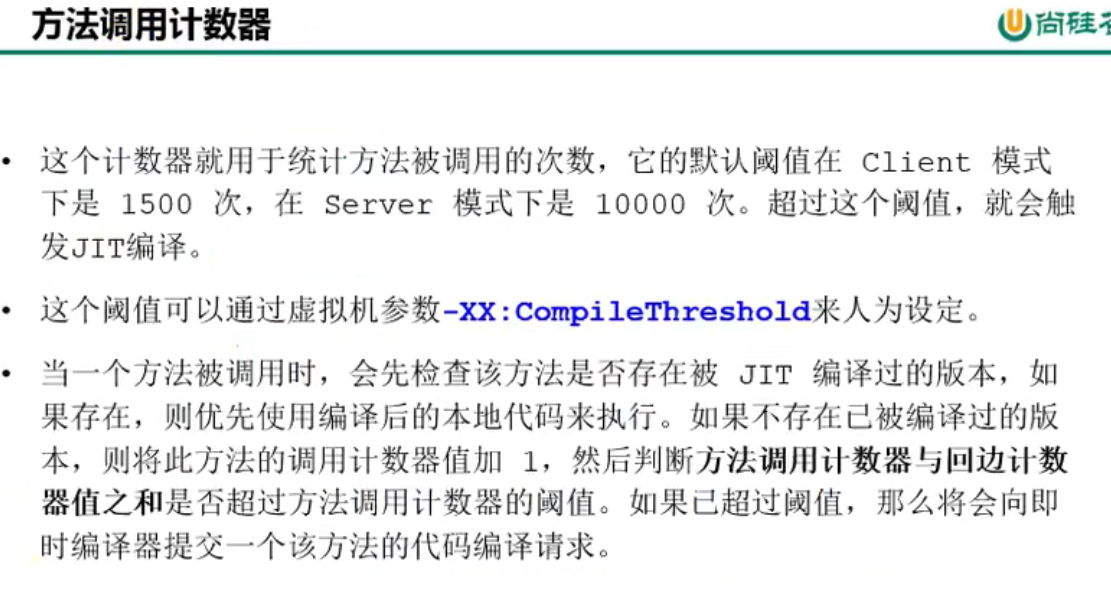 方法调用计数器
尚硅
• 这个计数器就用于统计方法被调用的次数，它的默认阈值在 Client 模式
下是 1500 次，在 Server 模式下是 10000 次。超过这个阈值，就会触
发JIT编译。
• 这个阈值可以通过虚拟机参数-XX:CompileThreshold来人为设定。
• 当一个方法被调用时，会先检查该方法是否存在被 JIT 编译过的版本，如
果存在，则优先使用编译后的本地代码来执行。如果不存在已被编译过的版
本，则将此方法的调用计数器值加 1，然后判断方法调用计数器与回边计数
器值之和是否超过方法调用计数器的阈值。如果已超过阈值，那么将会向即
时编译器提交一个该方法的代码编译请求。